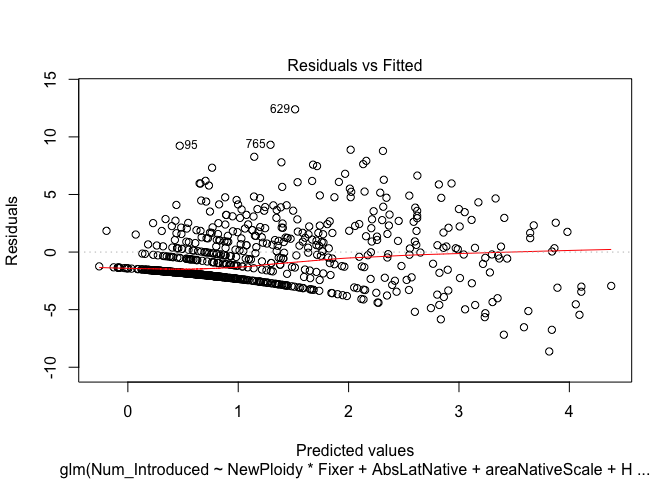 Residuals vs Fitted
15
10
5
0
-5
-10
Residuals
629
765
95
0 1 2 3 4
Predicted values
glm(Num_Introduced ~ NewPloidy * Fixer + AbsLatNative + areaNativeScale + H ...